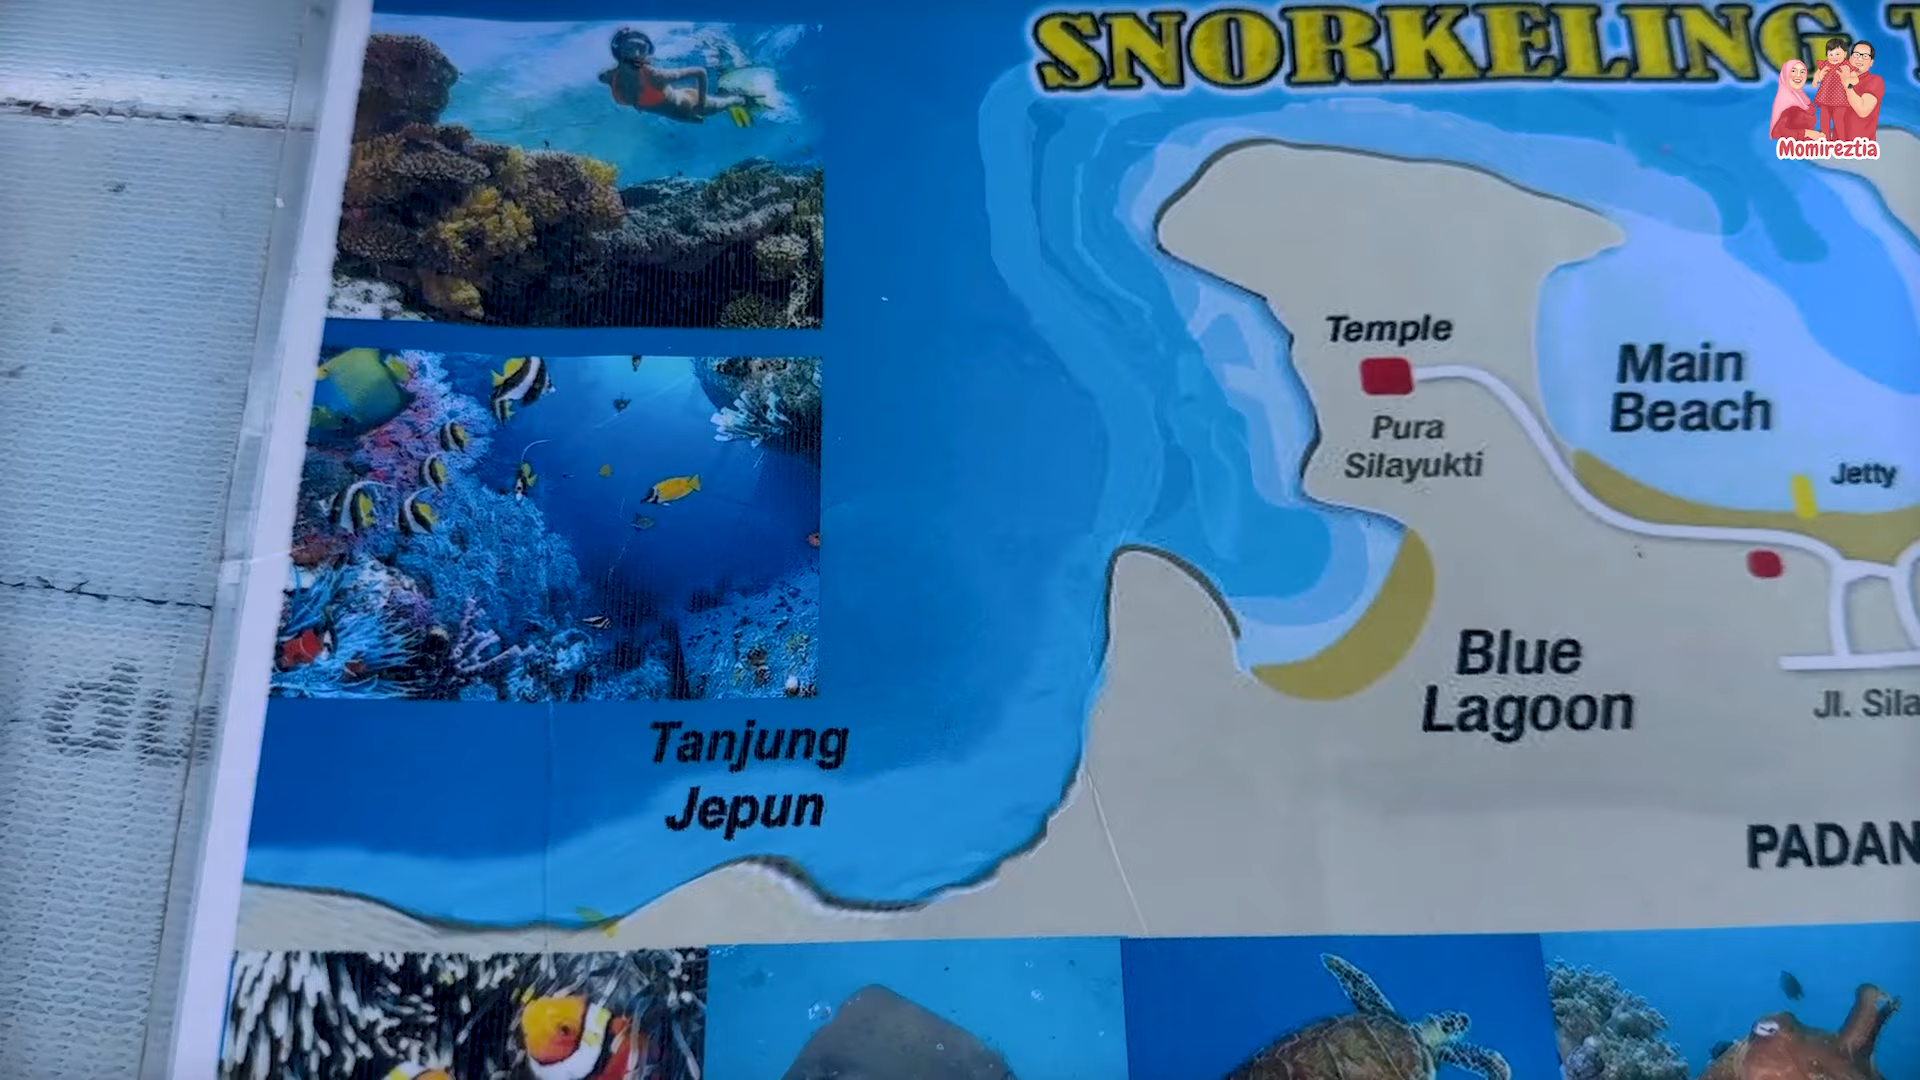 SNORKELING T
Momireztia
Temple
Pura
Silayukti
Main
Beach
Jetty
Blue
Lagoon
Jl. Sila
Tanjung
Jepun
PADAN